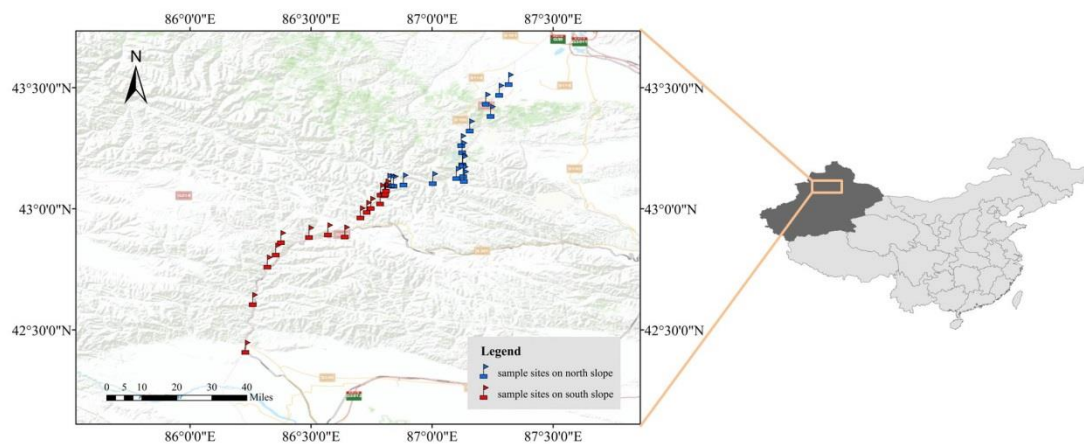 86°0'0"E 86°30'0"E 87°0'0"E 87°30'0"E
N
43°30'0"N 43°30'0"N
43°0'0"N 43°0'0"N
42°30'0"N 42°30'0"N
Legend
sample sites on north slope
sample sites on south slope
0 5 10 20 30 40
Miles
86°0'0"E 86°30'0"E 87°0'0"E 87°30'0"E